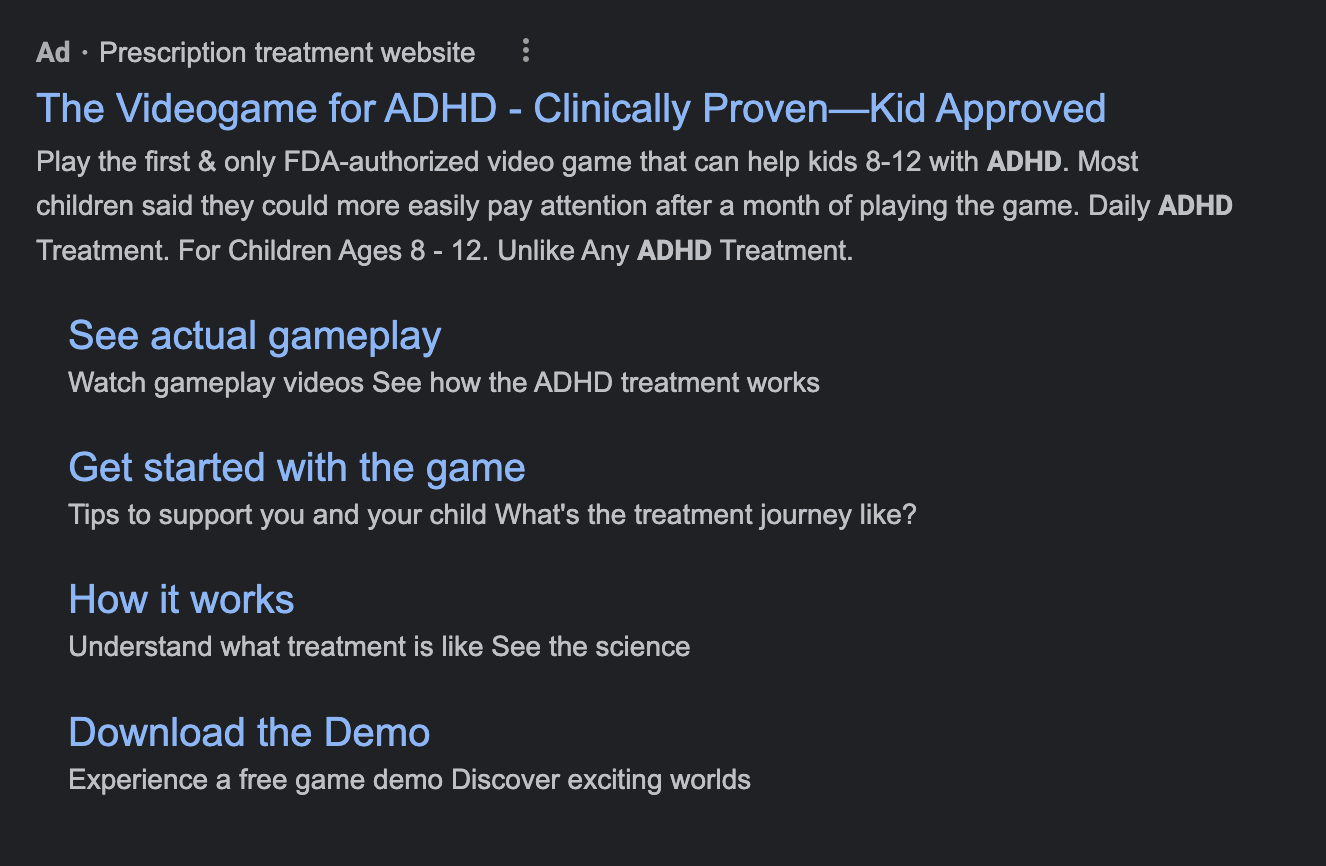 Ad · Prescription treatment website
The Videogame for ADHD - Clinically Proven—Kid Approved
Play the first & only FDA-authorized video game that can help kids 8-12 with ADHD. Most
children said they could more easily pay attention after a month of playing the game. Daily ADHD
Treatment. For Children Ages 8 - 12. Unlike Any ADHD Treatment.
See actual gameplay
Watch gameplay videos See how the ADHD treatment works
Get started with the game
Tips to support you and your child What's the treatment journey like?
How it works
Understand what treatment is like See the science
Download the Demo
Experience a free game demo Discover exciting worlds